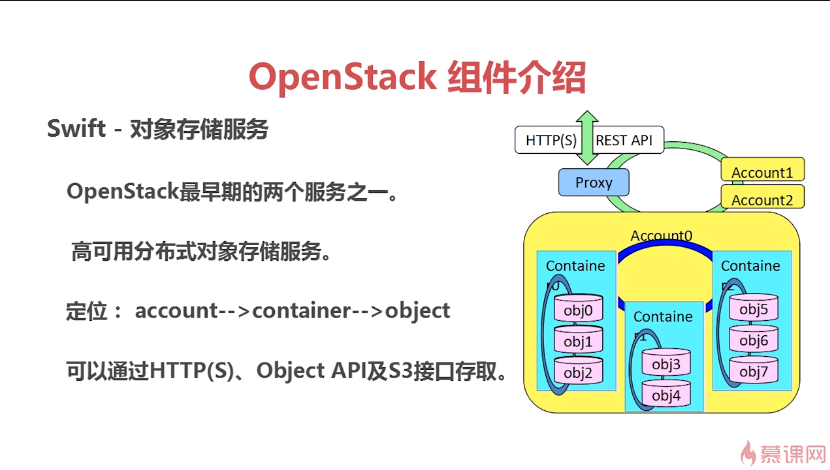 OpenStack 组件介绍
Swift - 对象存储服务
OpenStack最早期的两个服务之一。
高可用分布式对象存储服务。
定位： account-->container-->object
可以通过HTTP(S)、Object API及S3接口存取。
HTTP(S)
REST API
Proxy
Account1
Account2
Account0
Containe
obj0
obj1
obj2
Containe
obj3
obj4
Containe
obj5
obj6
obj7
慕课网